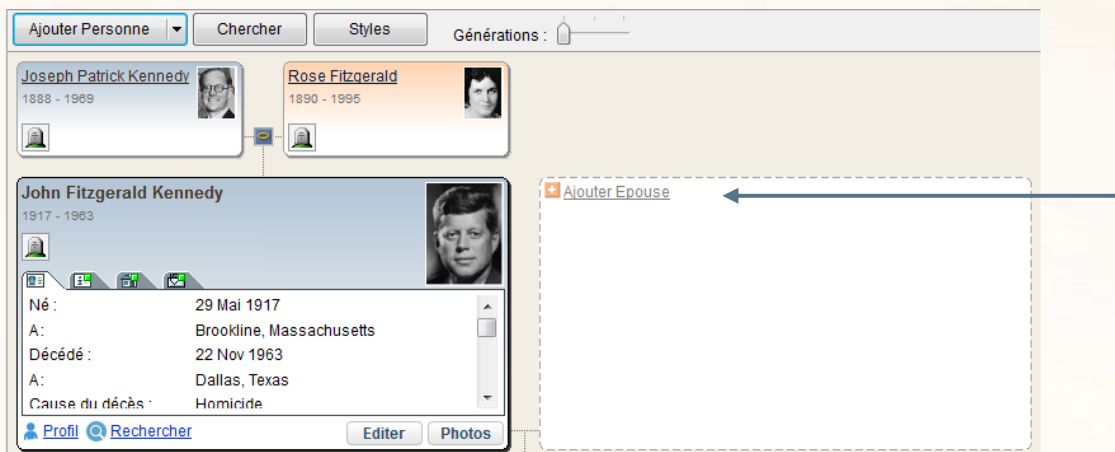 Ajouter Personne
Chercher
Styles
Générations :
Joseph Patrick Kennedy
1888 - 1969
Rose Fitzgerald
1890 - 1995
John Fitzgerald Kennedy
1917 - 1963
Ajouter Epouse
Né : 29 Mai 1917
A: Brookline, Massachusetts
Décédé : 22 Nov 1963
A: Dallas, Texas
Cause du décès : Homicide
Profil Rechercher Editer Photos